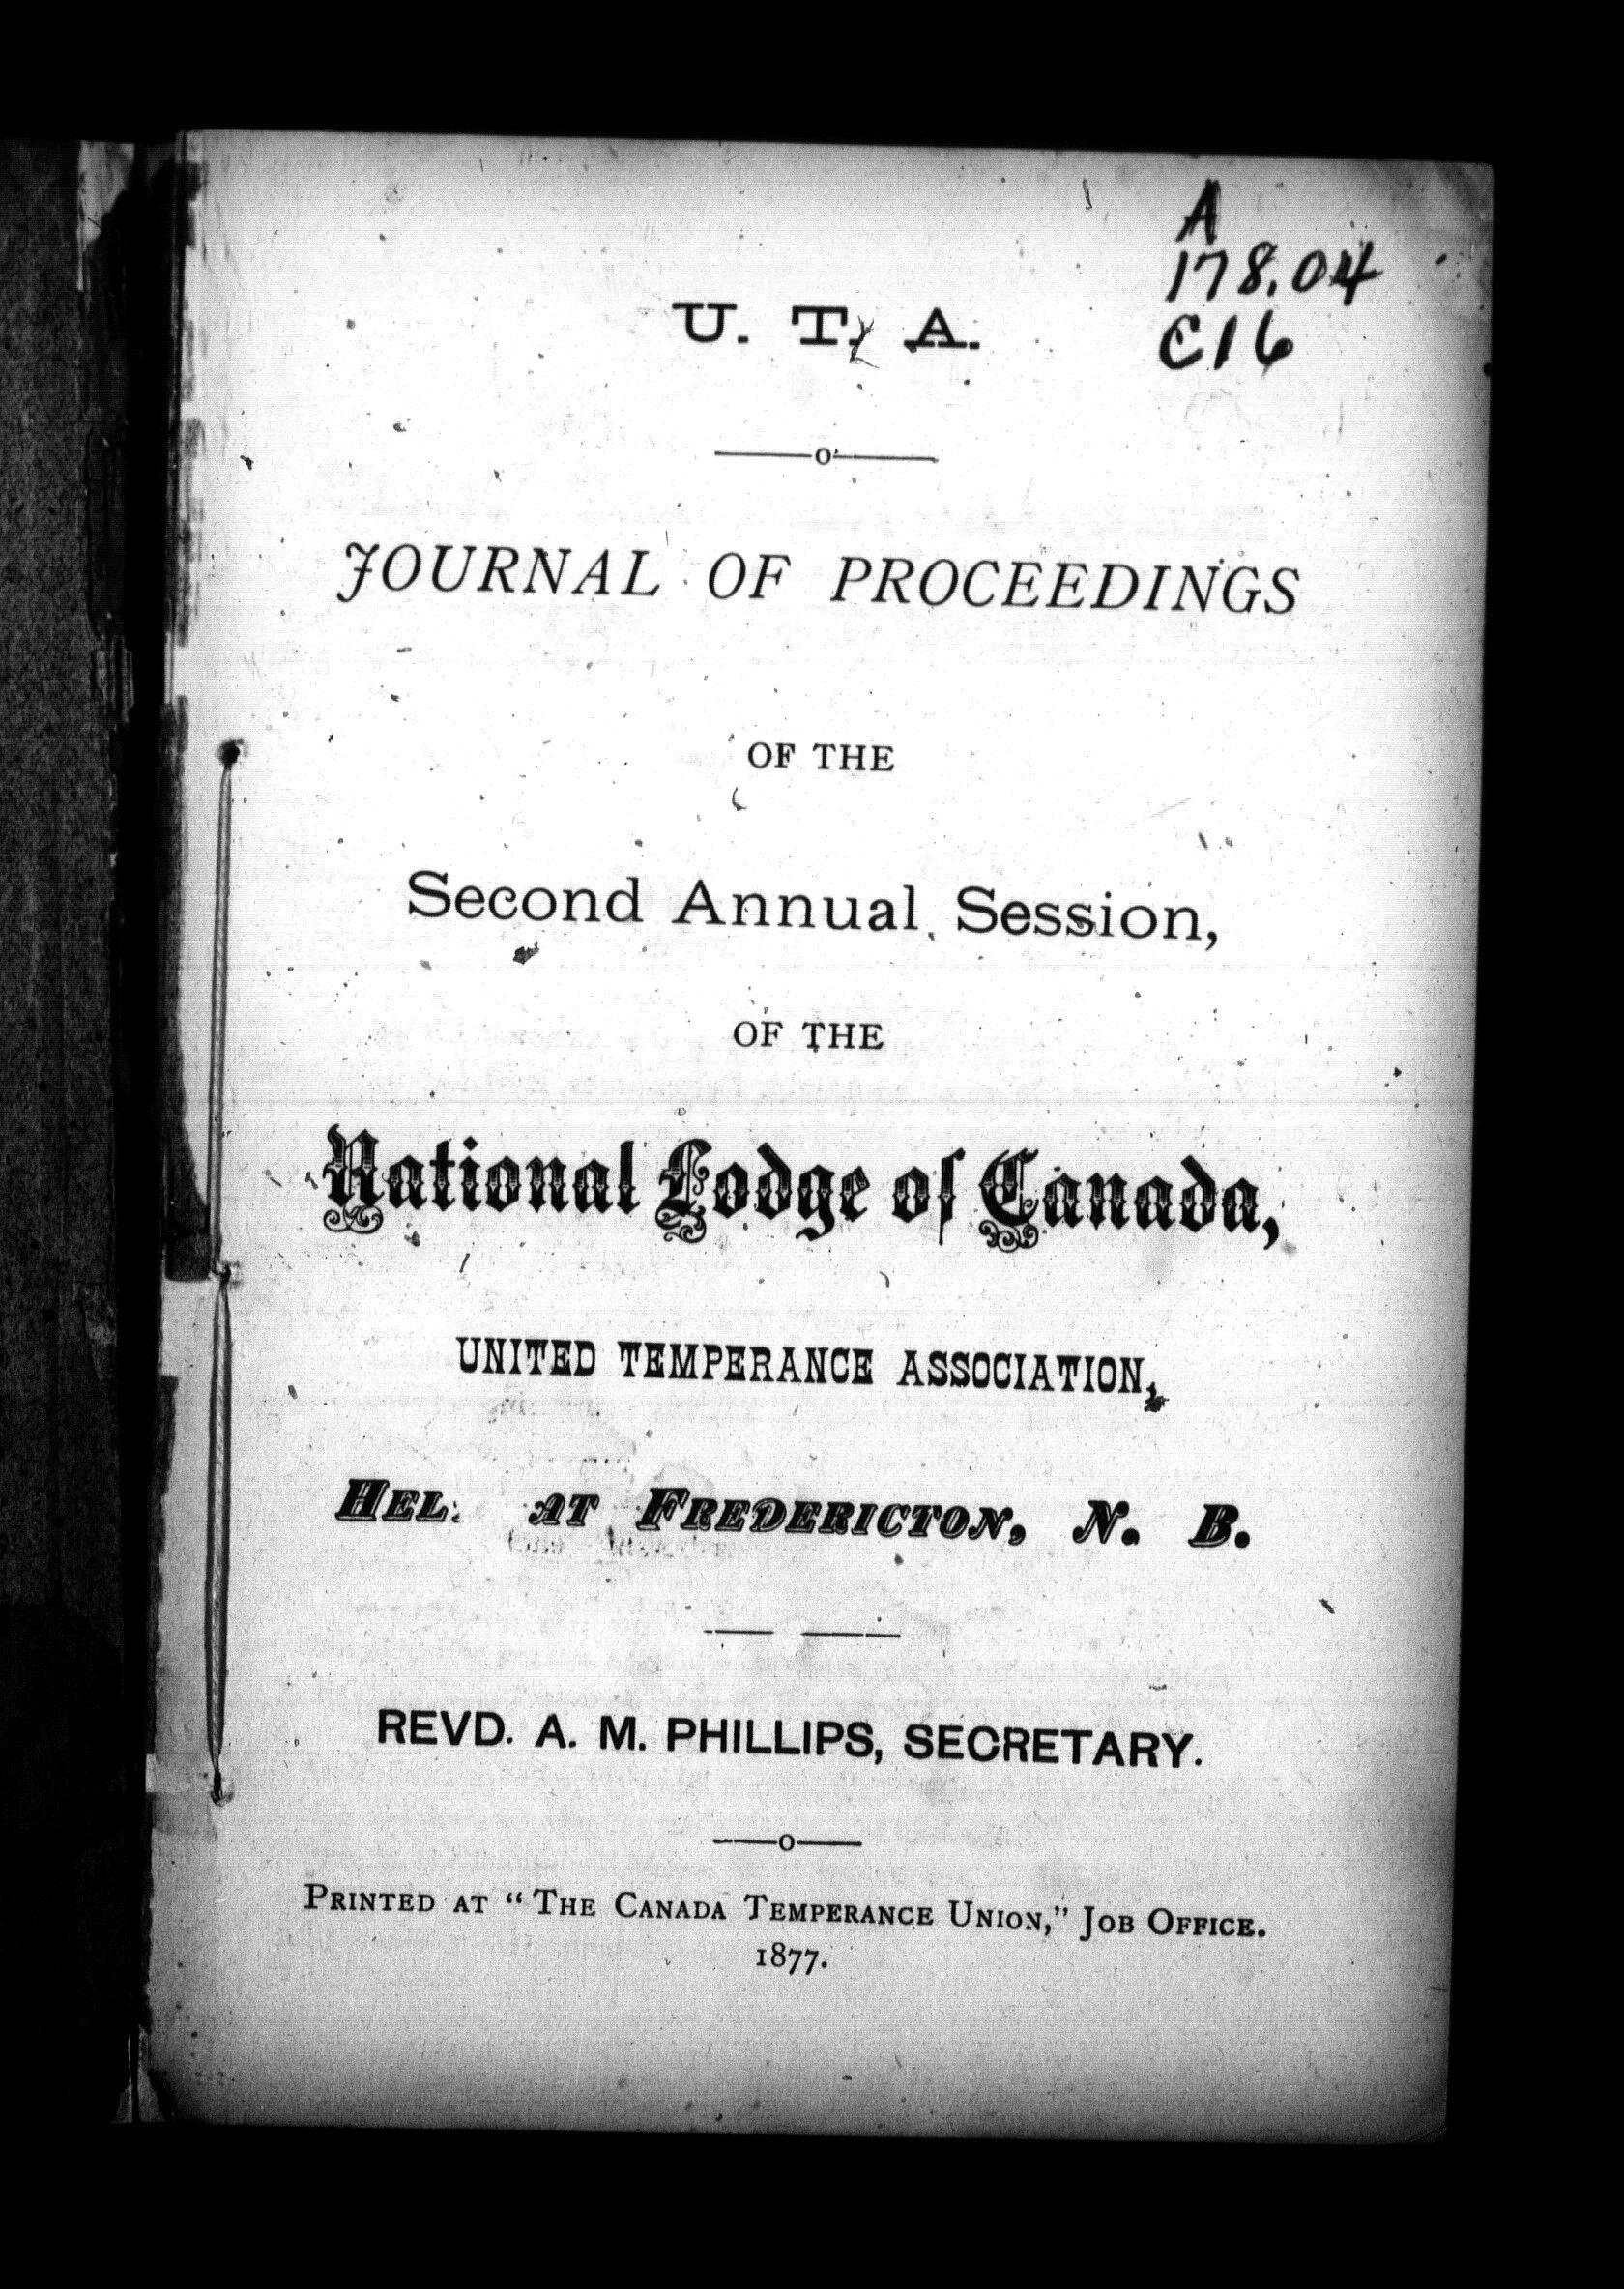 A
178.04
C16
U. T. A.
o
JOURNAL OF PROCEEDINGS
OF THE
Second Annual Session,
OF THE
National Lodge of Canada,
UNITED TEMPERANCE ASSOCIATION,
HEL AT FREDERICTON, N. B.
REVD. A. M. PHILLIPS, SECRETARY.
o
PRINTED AT "THE CANADA TEMPERANCE UNION," JOB OFFICE.
1877.